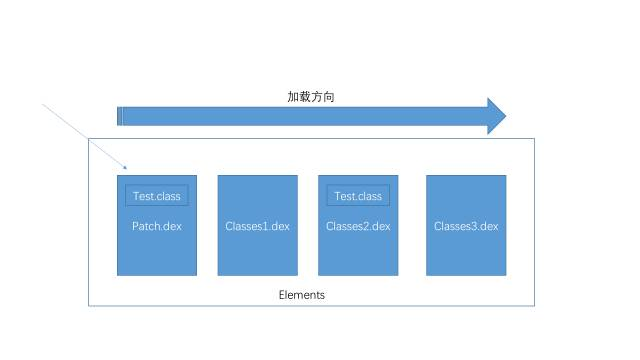 加载方向
Test.class
Test.class
Patch.dex
Classes1.dex
Classes2.dex
Classes3.dex
Elements